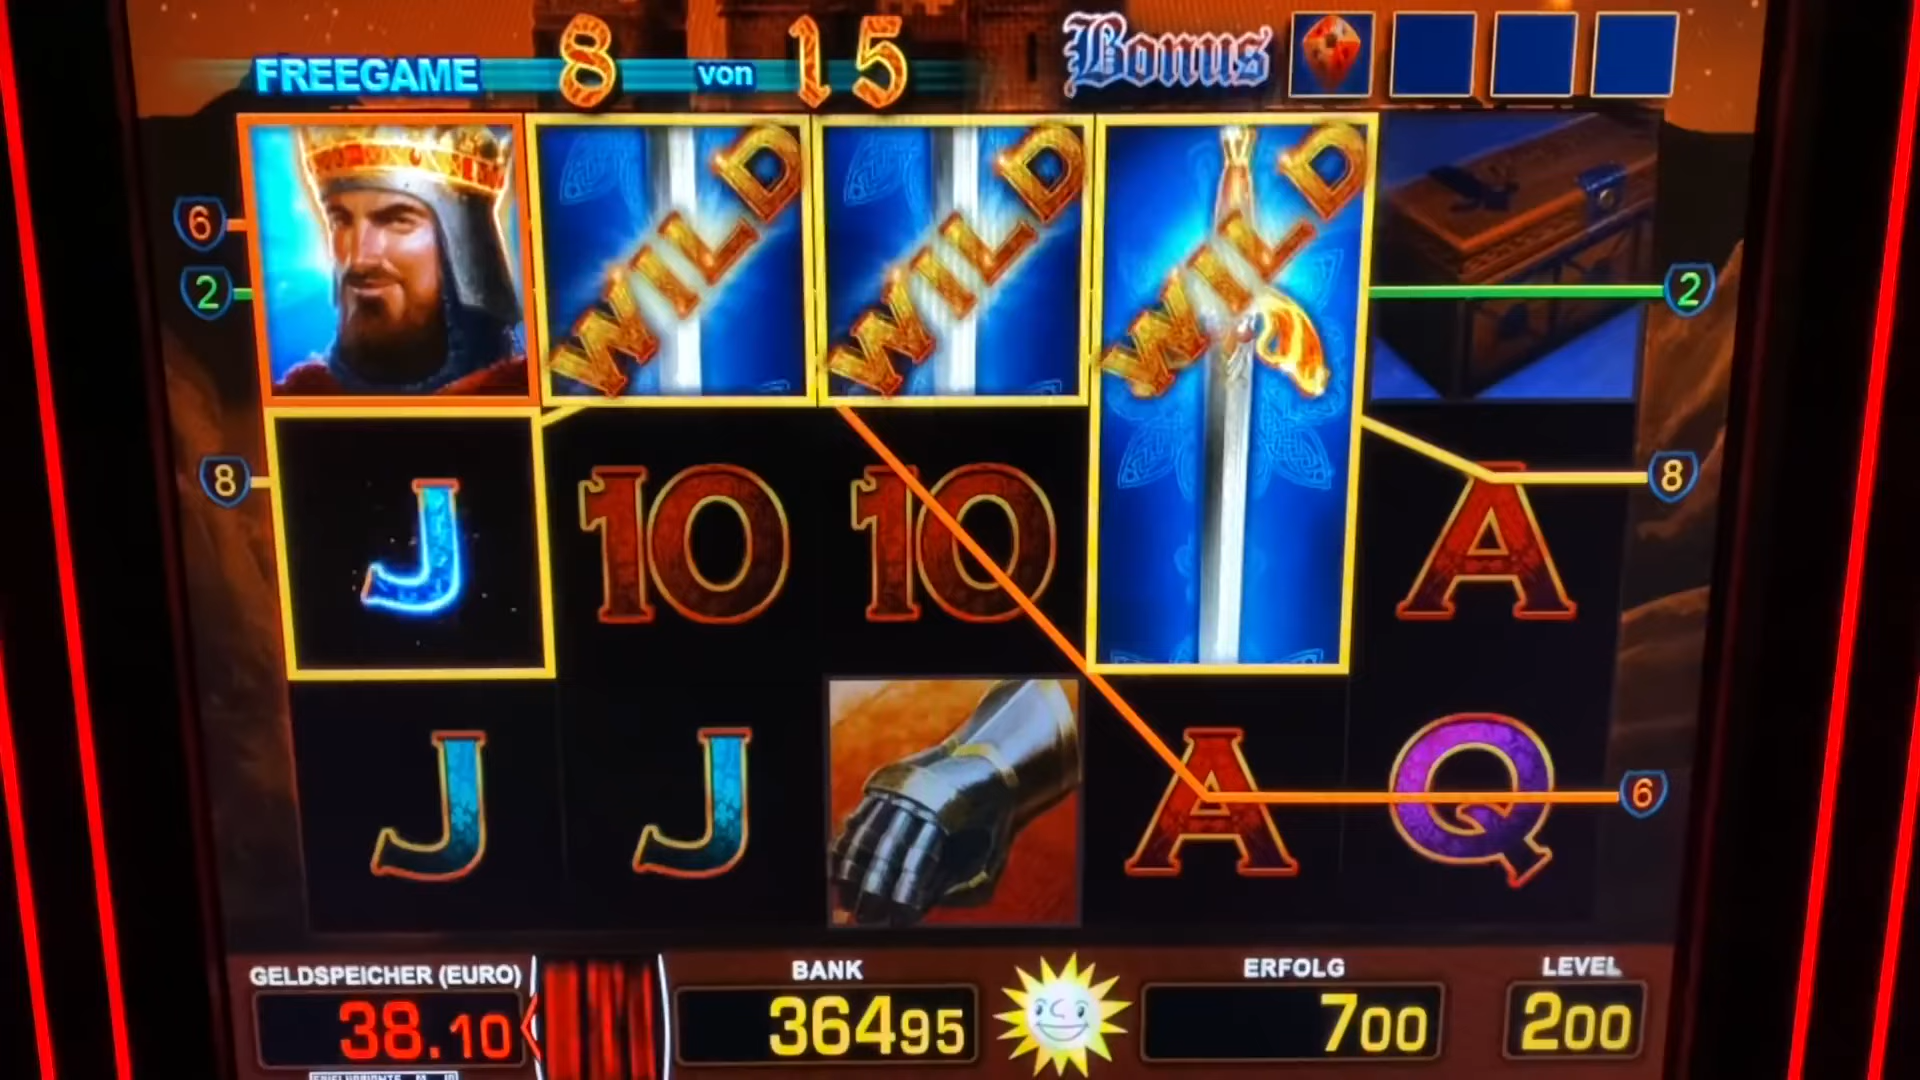 FREEGAME 8 von 15 Bonus
6
2
WILD WILD WILD
2
8
J 10 10 A
8
J J A Q
6
GELDSPEICHER (EURO) BANK ERFOLG LEVEL
38.10 36495 700 200